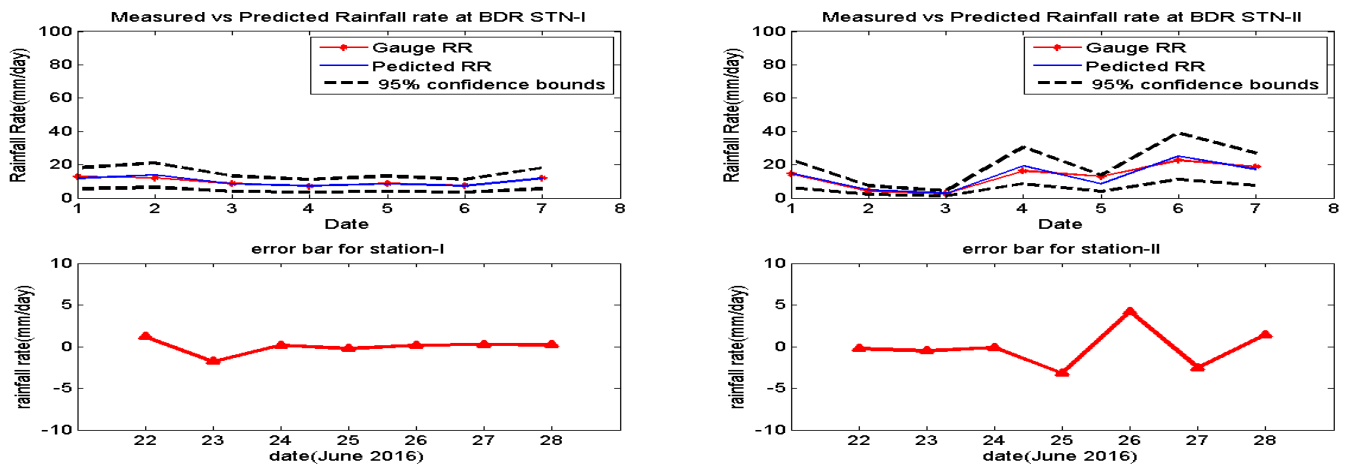 Measured vs Predicted Rainfall rate at BDR STN-I
100
80
60
40
20
0
Rainfall Rate(mm/day)
Gauge RR
Pedicted RR
95% confidence bounds
1 2 3 4 5 6 7 8
Date
Measured vs Predicted Rainfall rate at BDR STN-II
100
80
60
40
20
0
Rainfall Rate(mm/day)
Gauge RR
Pedicted RR
95% confidence bounds
1 2 3 4 5 6 7 8
Date
error bar for station-I
10
5
0
-5
-10
rainfall rate(mm/day)
22 23 24 25 26 27 28
date(June 2016)
error bar for station-II
10
5
0
-5
-10
rainfall rate(mm/day)
22 23 24 25 26 27 28
date(June 2016)